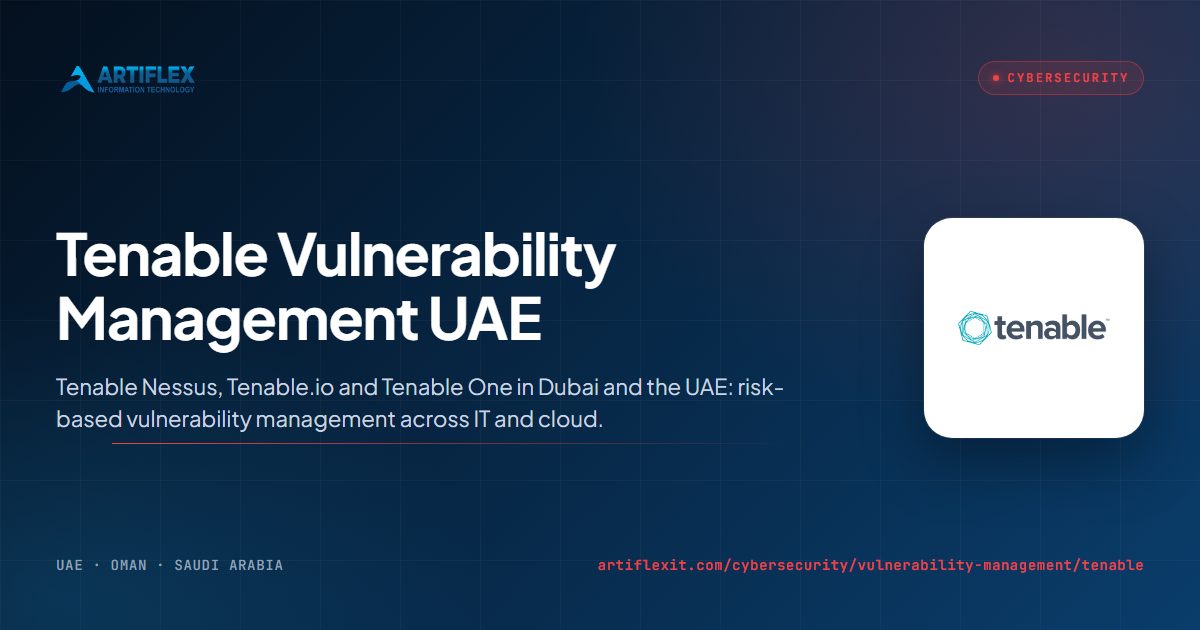 ARTIFLEX
INFORMATION TECHNOLOGY
CYBERSECURITY
Tenable Vulnerability
Management UAE
Tenable Nessus, Tenable.io and Tenable One in Dubai and the UAE: risk-
based vulnerability management across IT and cloud.
tenable™
UAE · OMAN · SAUDI ARABIA
artiflexit.com/cybersecurity/vulnerability-management/tenable